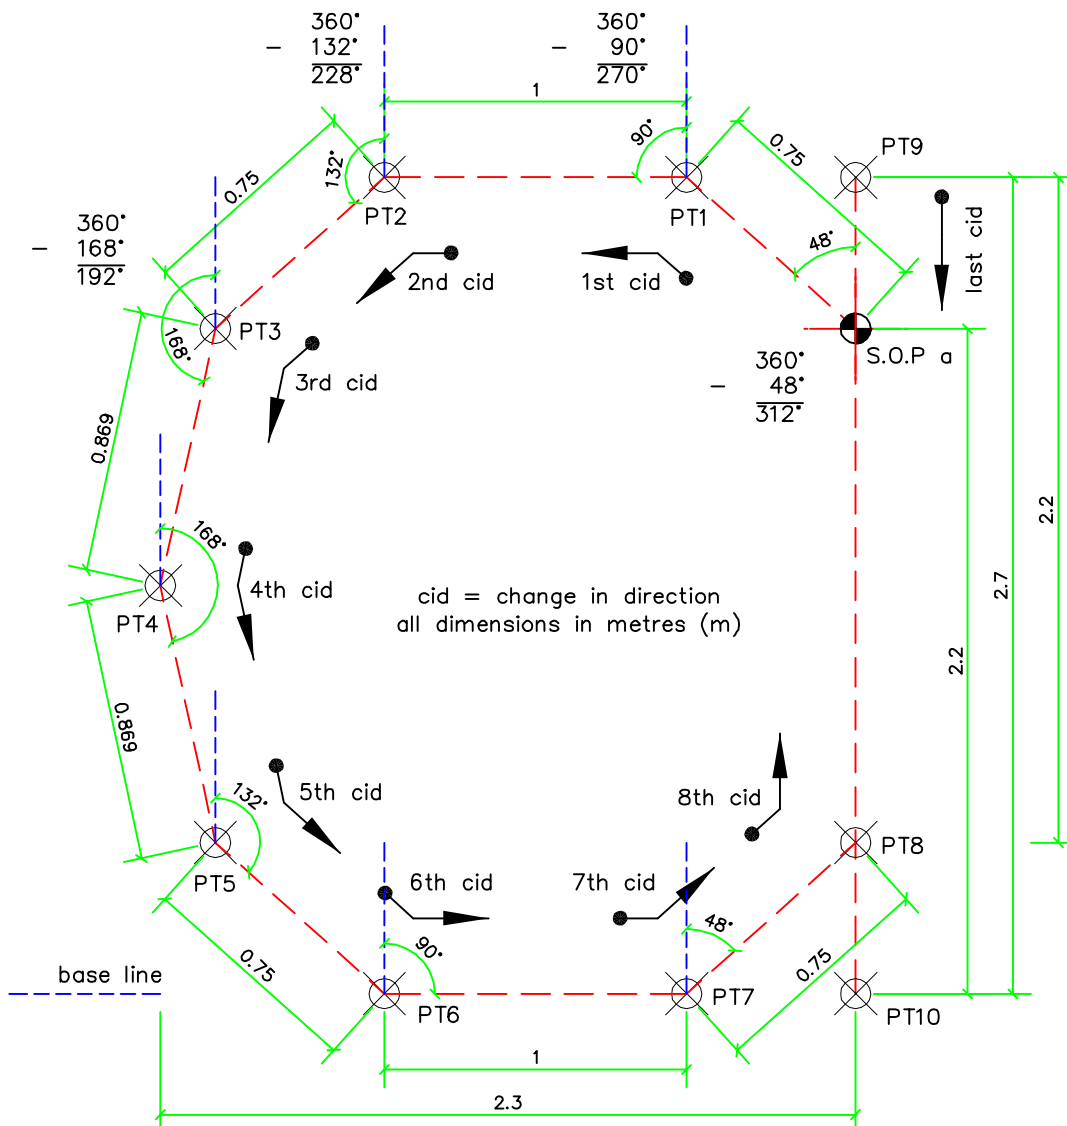 360°
− 132°
228°
360°
− 90°
270°
1
90°
0.75
PT9
132°
0.75
PT2
PT1
48°
last cid
360°
− 168°
192°
2nd cid
1st cid
PT3
168°
S.O.P a
360°
− 48°
312°
3rd cid
0.869
2.2
168°
2.7
4th cid
cid = change in direction
all dimensions in metres (m)
PT4
2.2
0.869
132°
5th cid
8th cid
PT8
PT5
6th cid
7th cid
48°
90°
0.75
0.75
base line
PT6
PT7
PT10
1
2.3